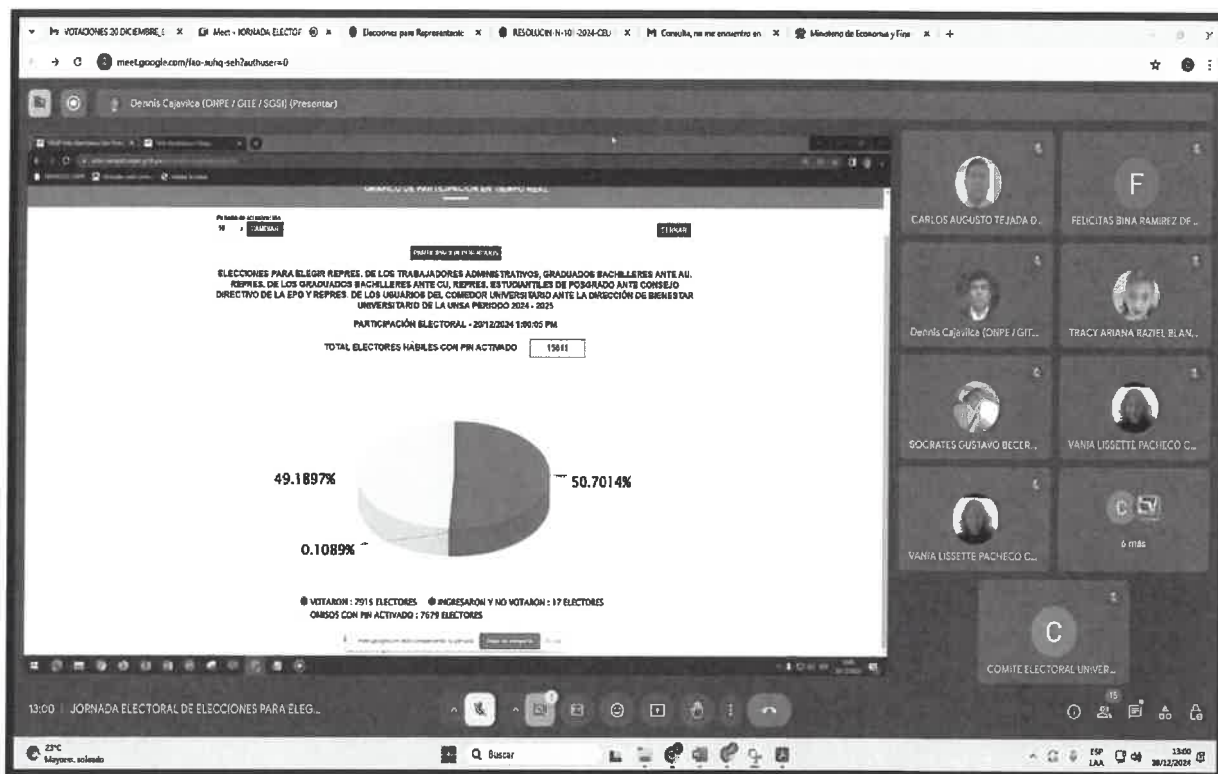 VOTACIONES 20 DICIEMBRE_
Meet - JORNADA ELECTOF
Elecciones para Representante
RESOLUCIN-N-101-2024-CEU
Consulta, no me encuentro en
Ministerio de Economia y Fina
meet.google.com/fao-xuhq-seh?authuser=0
Dennis Cajavilca (ONPE / GITE / SGSI) (Presentar)
GRÁFICO DE PARTICIPACIÓN EN TIEMPO REAL
CAMBIAR
CERRAR
ELECCIONES PARA ELEGIR REPRES. DE LOS TRABAJADORES ADMINISTRATIVOS, GRADUADOS BACHILLERES ANTE AU.
REPRES. DE LOS GRADUADOS BACHILLERES ANTE CU, REPRES. ESTUDIANTILES DE POSGRADO ANTE CONSEJO
DIRECTIVO DE LA EPG Y REPRES. DE LOS USUARIOS DEL COMEDOR UNIVERSITARIO ANTE LA DIRECCIÓN DE BIENESTAR
UNIVERSITARIO DE LA UNSA PERIODO 2024 - 2025
PARTICIPACIÓN ELECTORAL - 20/12/2024 1:00:05 PM
TOTAL ELECTORES HÁBILES CON PIN ACTIVADO 15611
49.1897%
50.7014%
0.1089%
VOTARON : 7915 ELECTORES
INGRESARON Y NO VOTARON : 17 ELECTORES
OMISOS CON PIN ACTIVADO : 7679 ELECTORES
CARLOS AUGUSTO TEJADA O...
F
FELICITAS BINA RAMIREZ DE ...
Dennis Cajavilca (ONPE / GIT...
TRACY ARIANA RAZIEL BLAN...
SOCRATES GUSTAVO BECER...
VANIA LISSETTE PACHECO C...
VANIA LISSETTE PACHECO C...
C
6 más
C
COMITE ELECTORAL UNIVER...
13:00 | JORNADA ELECTORAL DE ELECCIONES PARA ELEG...
15
23°C
Mayorm. soleado
Buscar
ESP
LAA
13:00
20/12/2024